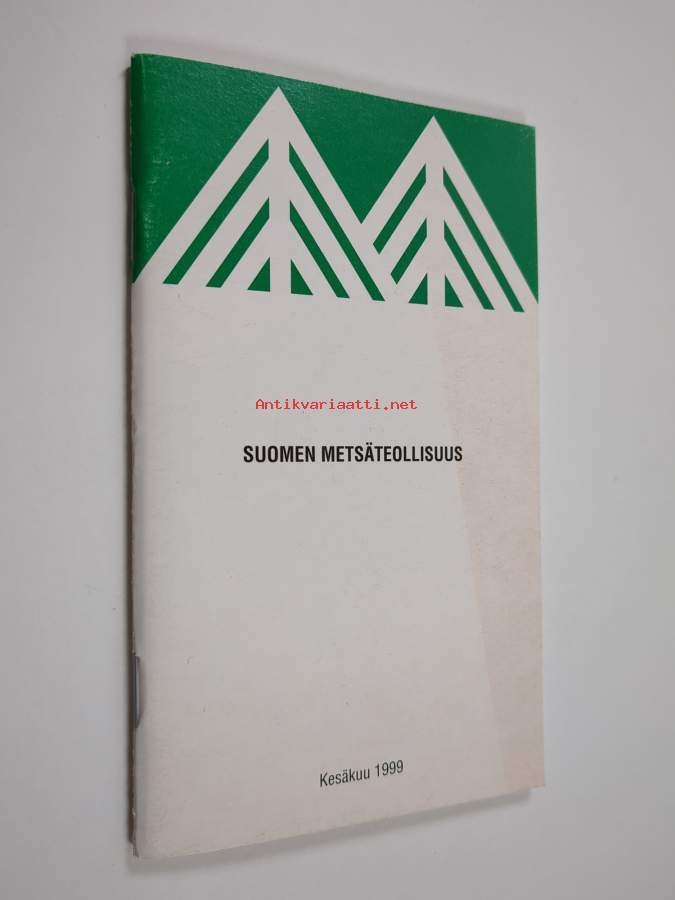 Antikvariaatti.net
SUOMEN METSÄTEOLLISUUS
Kesäkuu 1999